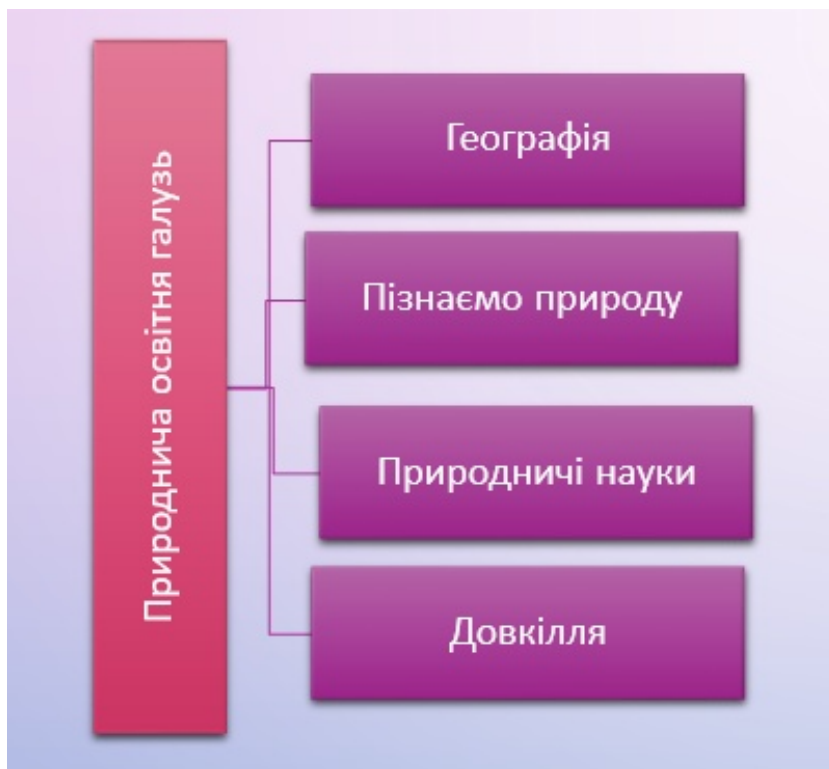 Природнича освітня галузь
Географія
Пізнаємо природу
Природничі науки
Довкілля